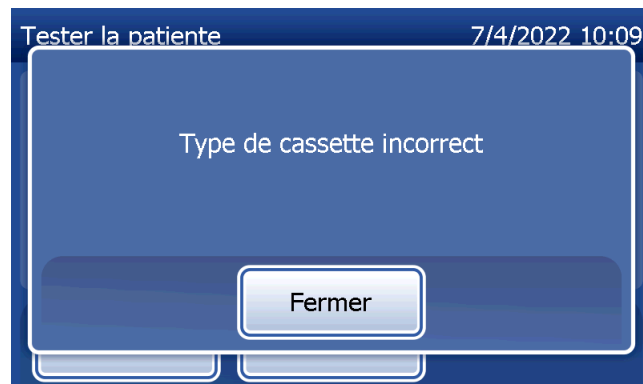 Tester la patiente 7/4/2022 10:09
Type de cassette incorrect
Fermer